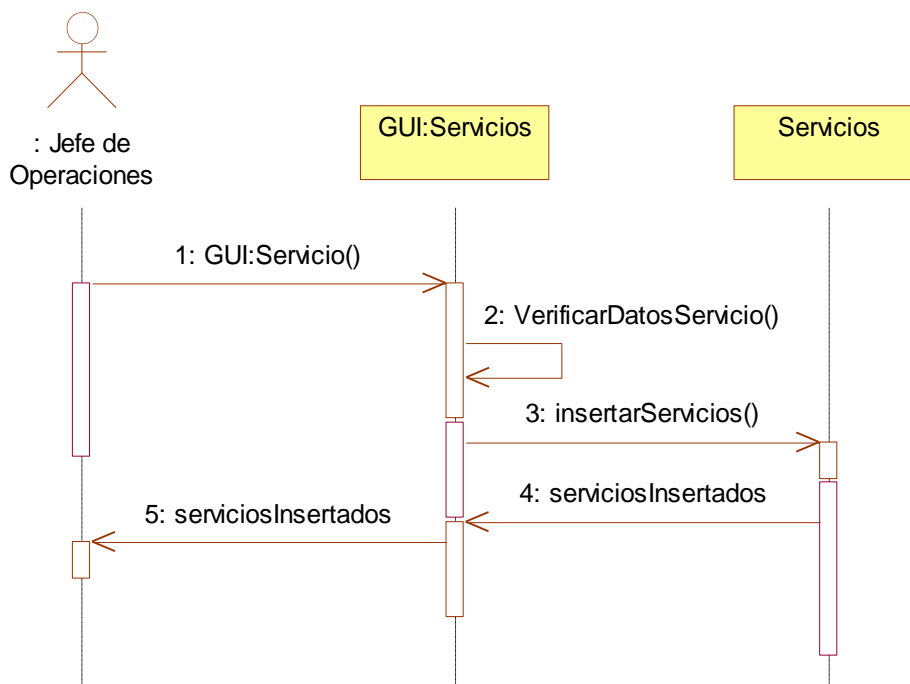 : Jefe de
Operaciones
GUI:Servicios
Servicios
1: GUI:Servicio()
2: VerificarDatosServicio()
3: insertarServicios()
4: serviciosInsertados
5: serviciosInsertados